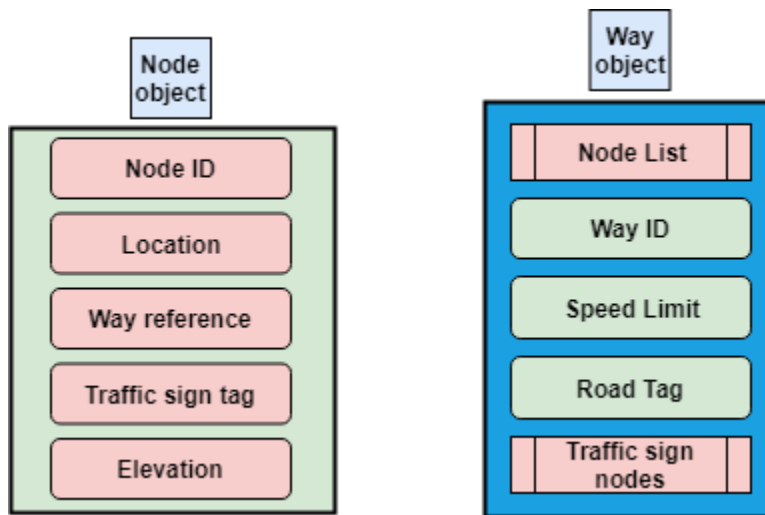 Node
object
Node ID
Location
Way reference
Traffic sign tag
Elevation
Way
object
Node List
Way ID
Speed Limit
Road Tag
Traffic sign
nodes